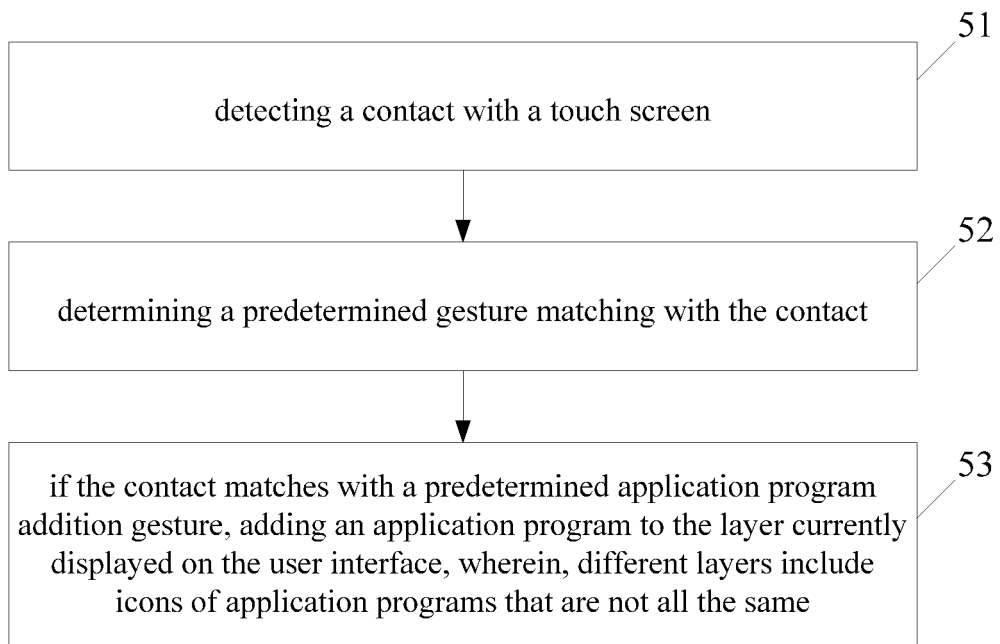 51
detecting a contact with a touch screen
52
determining a predetermined gesture matching with the contact
53
if the contact matches with a predetermined application program
addition gesture, adding an application program to the layer currently
displayed on the user interface, wherein, different layers include
icons of application programs that are not all the same